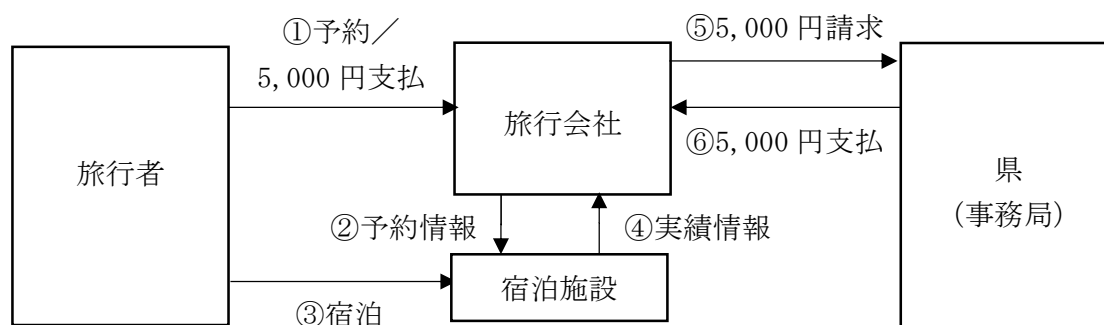 ①予約／
5,000 円支払
⑤5,000 円請求
旅行者
旅行会社
⑥5,000 円支払
県
（事務局）
②予約情報
④実績情報
宿泊施設
③宿泊